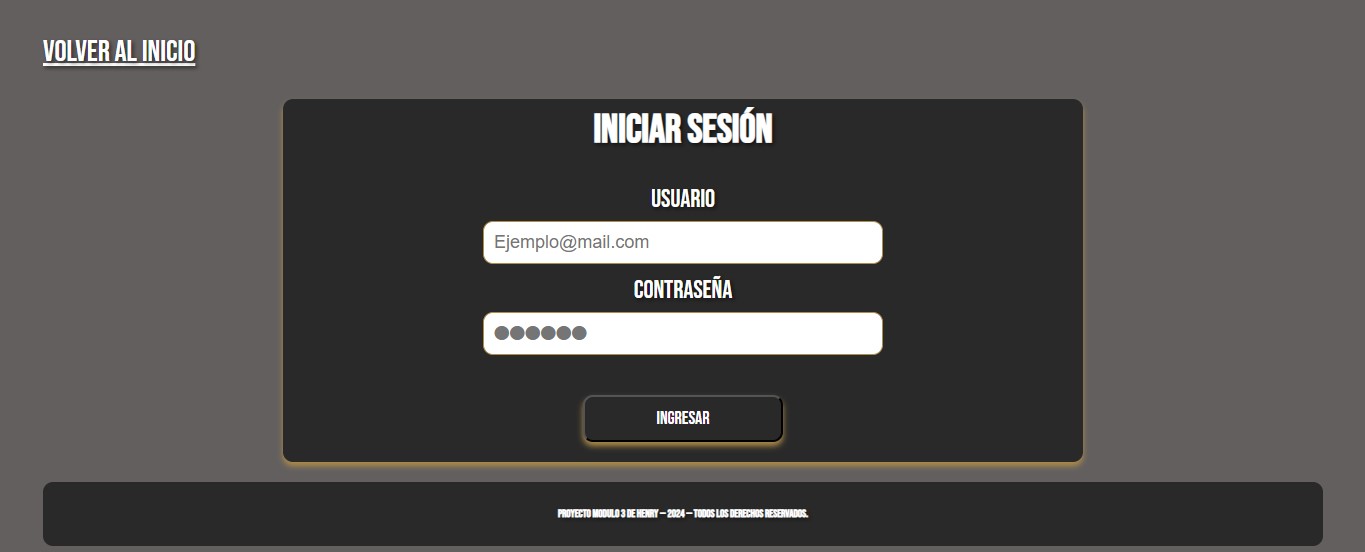 VOLVER AL INICIO
INICIAR SESIÓN
USUARIO
Ejemplo@mail.com
CONTRASEÑA
●●●●●●
INGRESAR
PROYECTO MODULO 3 DE HENRY – 2024 – TODOS LOS DERECHOS RESERVADOS.